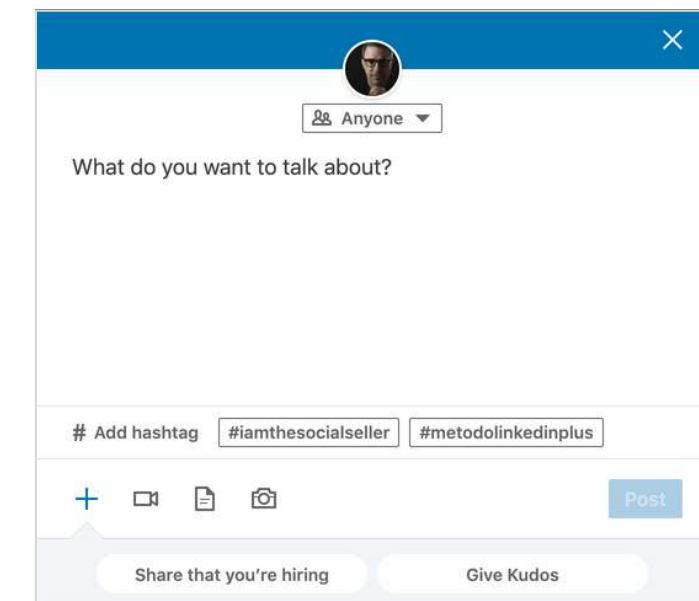 Anyone
What do you want to talk about?
# Add hashtag #iamthesocialseller #metodolinkedinplus
Post
Share that you're hiring Give Kudos